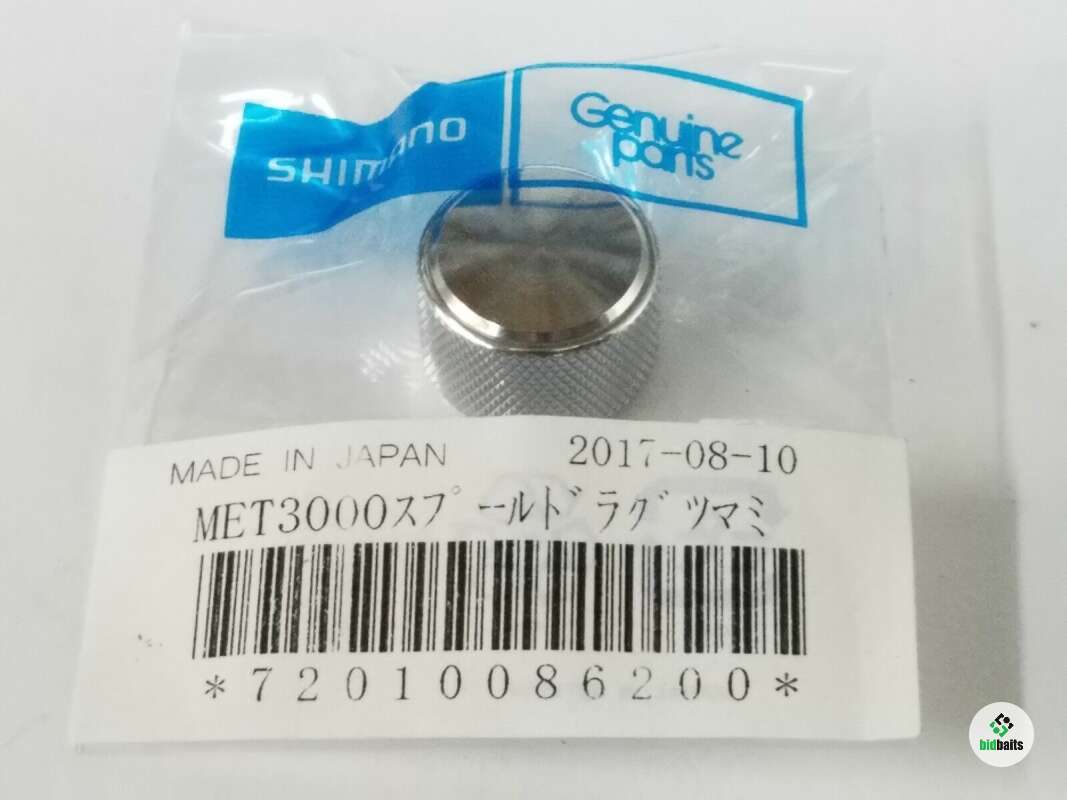 SHIMANO
Genuine
parts
MADE IN JAPAN 2017-08-10
MET3000ｽﾌﾟｰﾙﾄﾞﾗｸﾞﾂﾏﾐ
*72010086200*
bidbaits